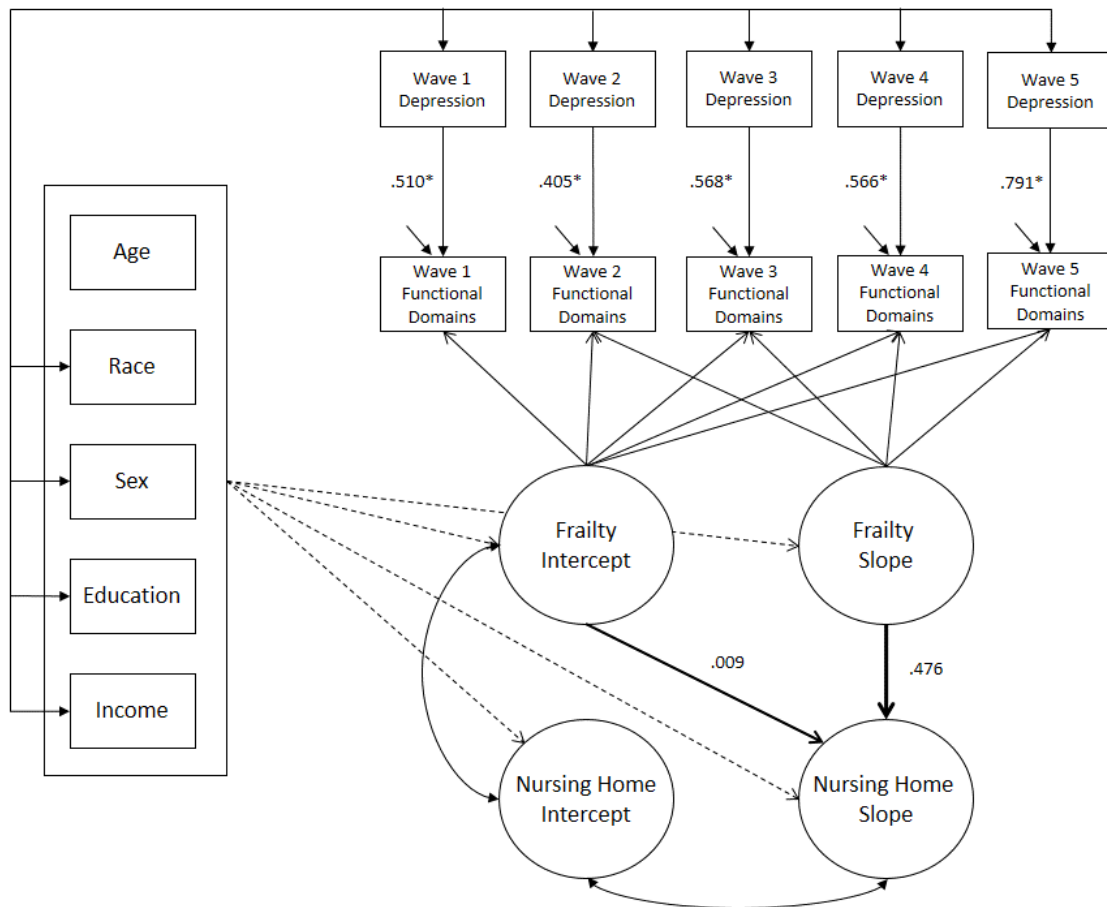 Wave 1
Depression
Wave 2
Depression
Wave 3
Depression
Wave 4
Depression
Wave 5
Depression
.510*
.405*
.568*
.566*
.791*
Wave 1
Functional
Domains
Wave 2
Functional
Domains
Wave 3
Functional
Domains
Wave 4
Functional
Domains
Wave 5
Functional
Domains
Age
Race
Sex
Education
Income
Frailty
Intercept
Frailty
Slope
.009
.476
Nursing Home
Intercept
Nursing Home
Slope